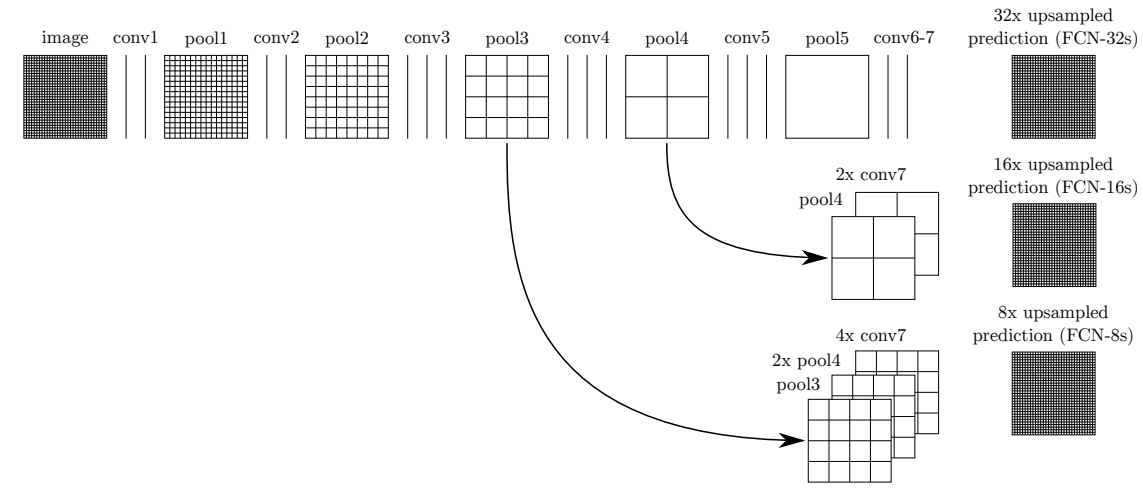 image
conv1
pool1
conv2
pool2
conv3
pool3
conv4
pool4
conv5
pool5
conv6-7
32x upsampled
prediction (FCN-32s)
16x upsampled
prediction (FCN-16s)
2x conv7
pool4
8x upsampled
prediction (FCN-8s)
4x conv7
2x pool4
pool3